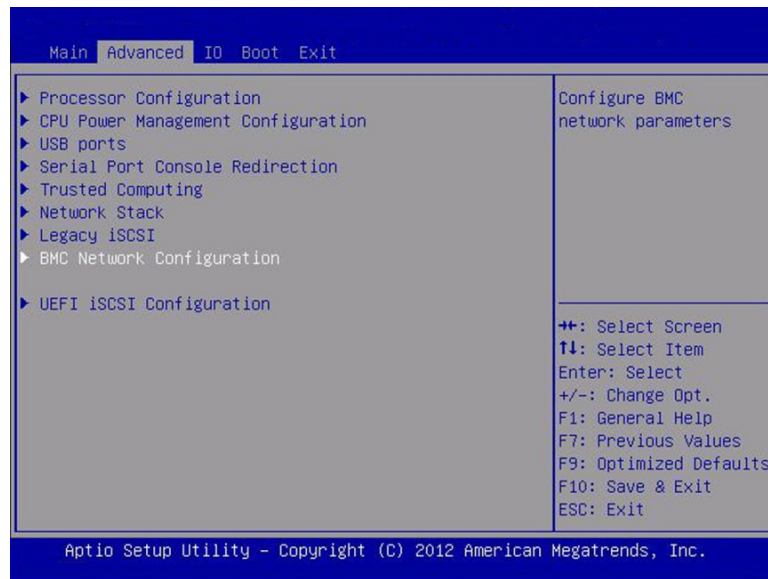 Main Advanced IO Boot Exit
▶ Processor Configuration
▶ CPU Power Management Configuration
▶ USB ports
▶ Serial Port Console Redirection
▶ Trusted Computing
▶ Network Stack
▶ Legacy iSCSI
▶ BMC Network Configuration
▶ UEFI iSCSI Configuration
Configure BMC
network parameters
→←: Select Screen
↑↓: Select Item
Enter: Select
+/-: Change Opt.
F1: General Help
F7: Previous Values
F9: Optimized Defaults
F10: Save & Exit
ESC: Exit
Aptio Setup Utility - Copyright (C) 2012 American Megatrends, Inc.